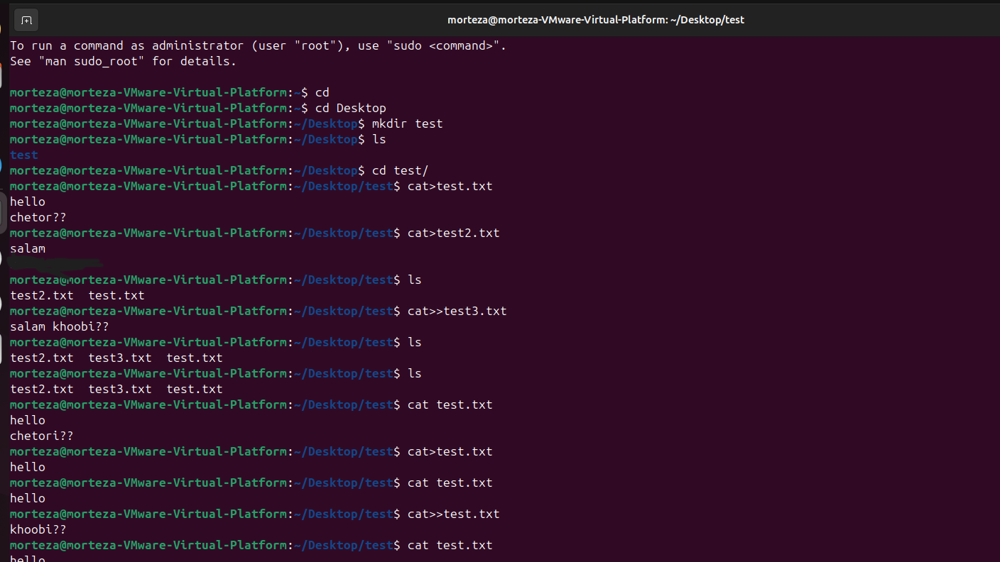 morteza@morteza-VMware-Virtual-Platform: ~/Desktop/test
To run a command as administrator (user "root"), use "sudo <command>".
See "man sudo_root" for details.
morteza@morteza-VMware-Virtual-Platform:~$ cd
morteza@morteza-VMware-Virtual-Platform:~$ cd Desktop
morteza@morteza-VMware-Virtual-Platform:~/Desktop$ mkdir test
morteza@morteza-VMware-Virtual-Platform:~/Desktop$ ls
test
morteza@morteza-VMware-Virtual-Platform:~/Desktop$ cd test/
morteza@morteza-VMware-Virtual-Platform:~/Desktop/test$ cat>test.txt
hello
chetor??
morteza@morteza-VMware-Virtual-Platform:~/Desktop/test$ cat>test2.txt
salam
morteza@morteza-VMware-Virtual-Platform:~/Desktop/test$ ls
test2.txt  test.txt
morteza@morteza-VMware-Virtual-Platform:~/Desktop/test$ cat>>test3.txt
salam khoobi??
morteza@morteza-VMware-Virtual-Platform:~/Desktop/test$ ls
test2.txt  test3.txt  test.txt
morteza@morteza-VMware-Virtual-Platform:~/Desktop/test$ ls
test2.txt  test3.txt  test.txt
morteza@morteza-VMware-Virtual-Platform:~/Desktop/test$ cat test.txt
hello
chetori??
morteza@morteza-VMware-Virtual-Platform:~/Desktop/test$ cat>test.txt
hello
morteza@morteza-VMware-Virtual-Platform:~/Desktop/test$ cat test.txt
hello
morteza@morteza-VMware-Virtual-Platform:~/Desktop/test$ cat>>test.txt
khoobi??
morteza@morteza-VMware-Virtual-Platform:~/Desktop/test$ cat test.txt
hello